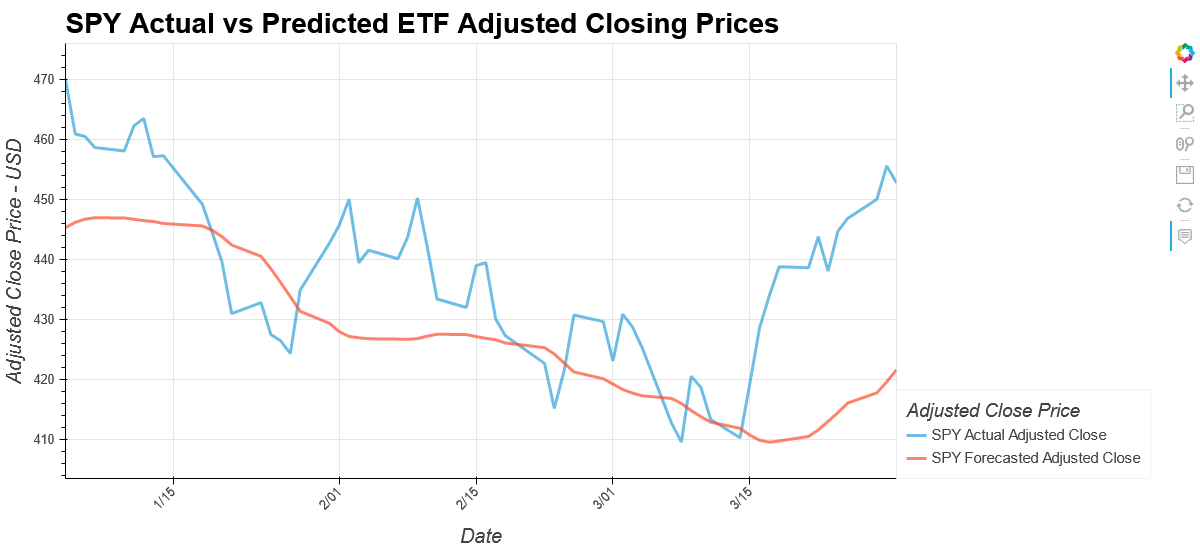 SPY Actual vs Predicted ETF Adjusted Closing Prices
Adjusted Close Price - USD
470
460
450
440
430
420
410
1/15
2/01
2/15
3/01
3/15
Date
Adjusted Close Price
SPY Actual Adjusted Close
SPY Forecasted Adjusted Close